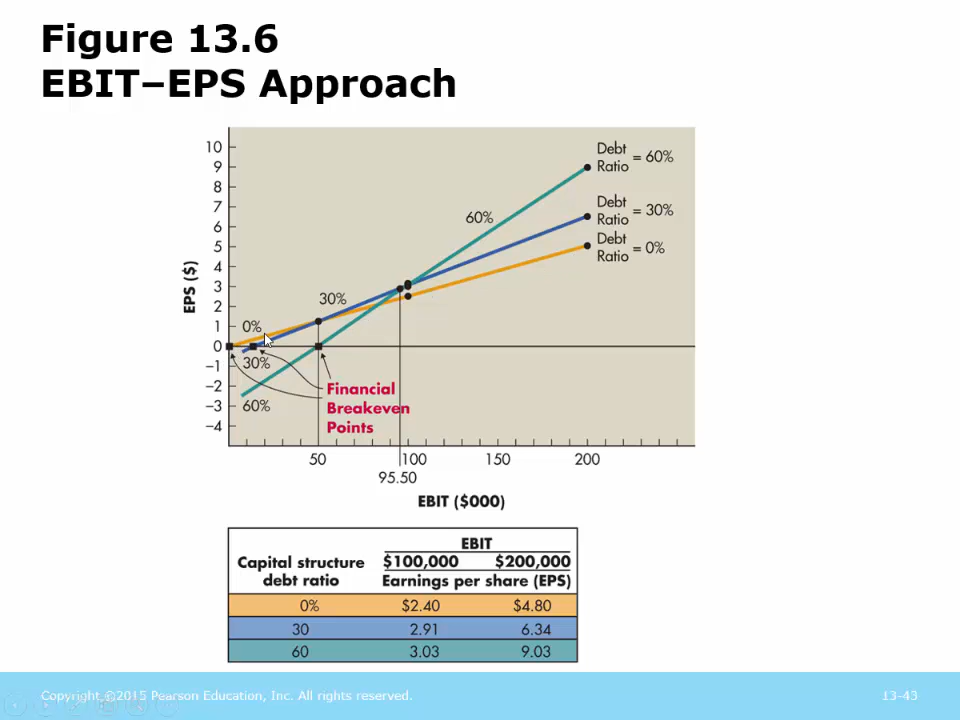 Figure 13.6
EBIT–EPS Approach
10
9
8
7
6
5
4
3
2
1
0
–1
–2
–3
–4
EPS ($)
Debt
Ratio = 60%
Debt
Ratio = 30%
Debt
Ratio = 0%
60%
30%
0%
30%
60%
Financial
Breakeven
Points
50
100
150
200
95.50
EBIT ($000)
EBIT
Capital structure $100,000 $200,000
debt ratio Earnings per share (EPS)
0% $2.40 $4.80
30 2.91 6.34
60 3.03 9.03
Copyright ©2015 Pearson Education, Inc. All rights reserved. 13-43